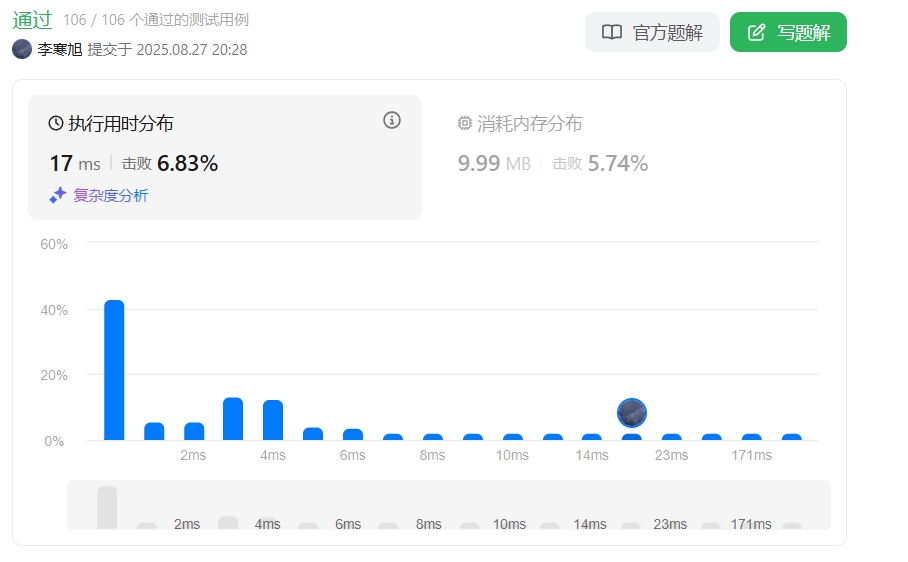 通过 106 / 106 个通过的测试用例
李寒旭 提交于 2025.08.27 20:28
官方题解
写题解
执行用时分布
17 ms 击败 6.83%
复杂度分析
消耗内存分布
9.99 MB 击败 5.74%
60%
40%
20%
0%
2ms 4ms 6ms 8ms 10ms 14ms 23ms 171ms
2ms 4ms 6ms 8ms 10ms 14ms 23ms 171ms